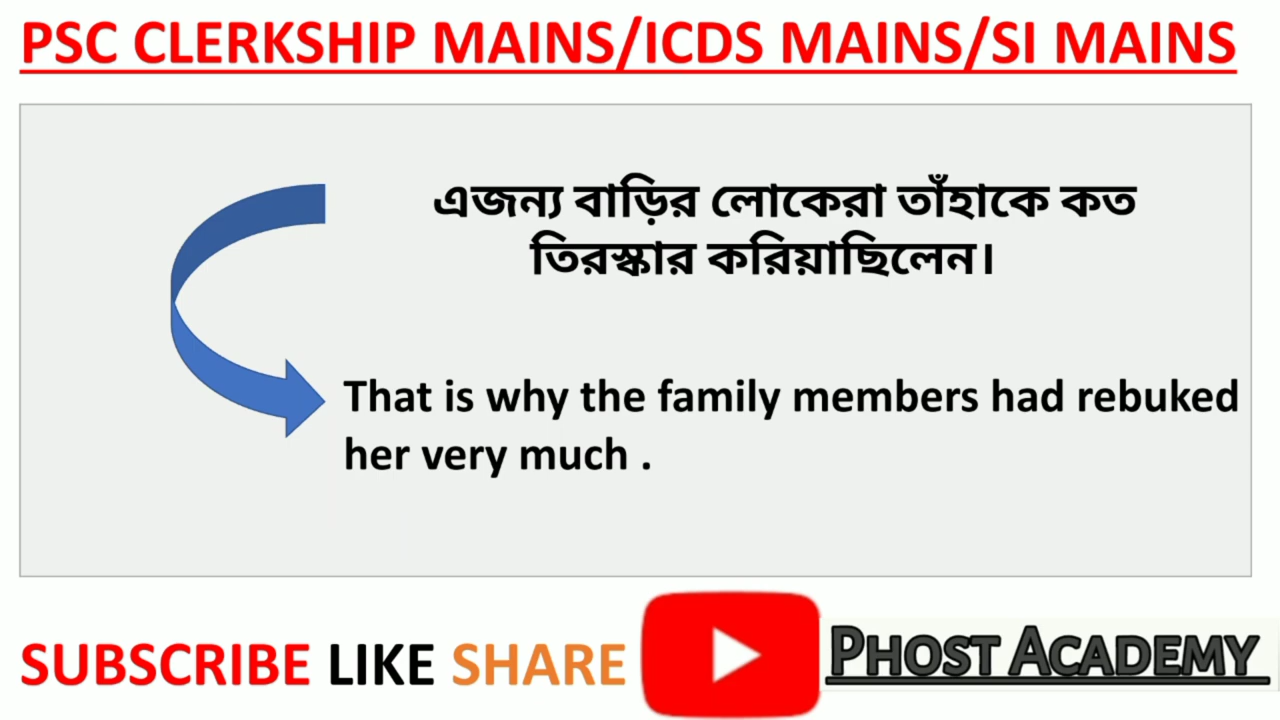 PSC CLERKSHIP MAINS/ICDS MAINS/SI MAINS
এজন্য বাড়ির লোকেরা তাঁহাকে কত
তিরস্কার করিয়াছিলেন।
That is why the family members had rebuked
her very much .
SUBSCRIBE LIKE SHARE PHOST ACADEMY